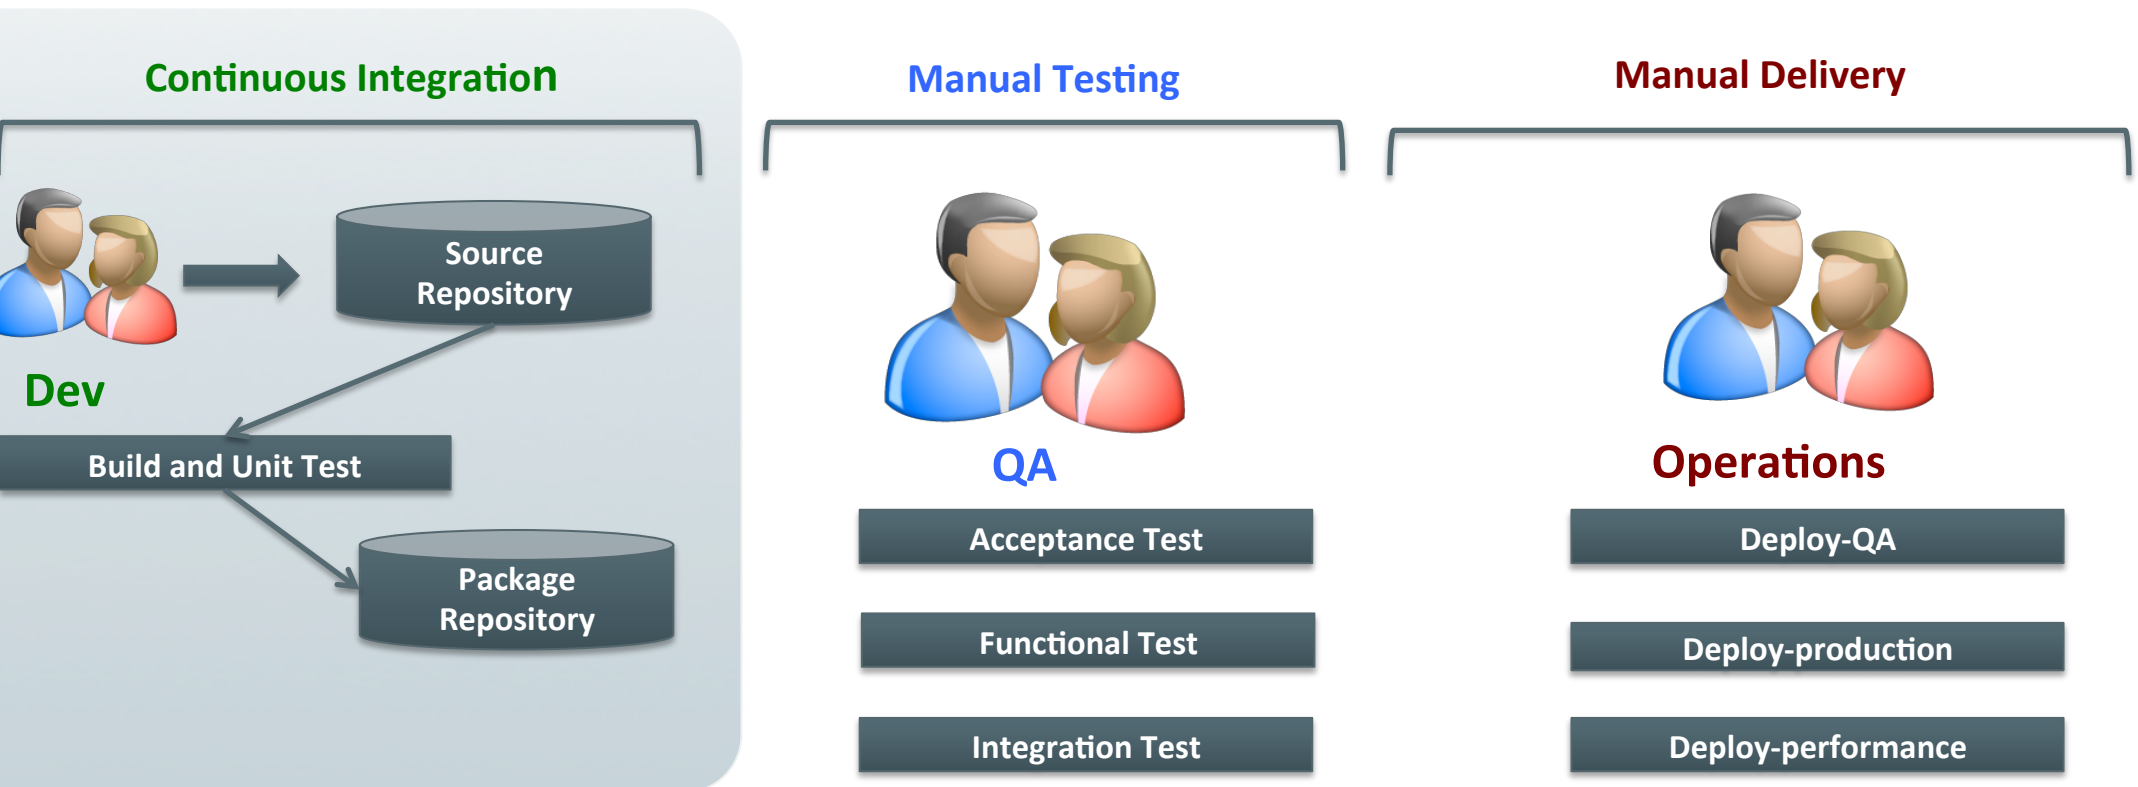 Continuous Integration
Source
Repository
Dev
Build and Unit Test
Package
Repository
Manual Testing
QA
Acceptance Test
Functional Test
Integration Test
Manual Delivery
Operations
Deploy-QA
Deploy-production
Deploy-performance